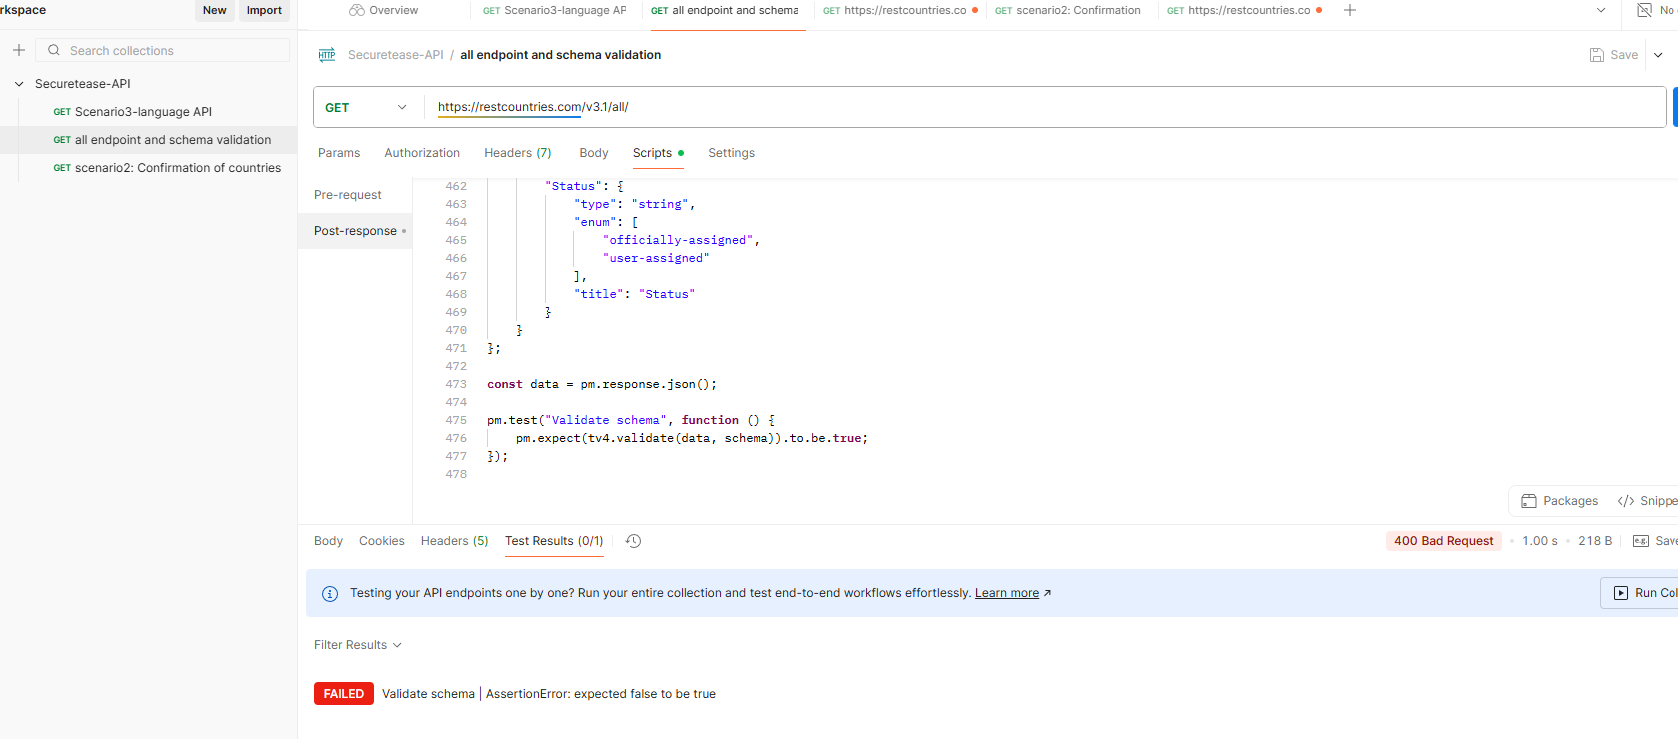 rkspace
New
Import
Overview
GET Scenario3-language AP
GET all endpoint and schema
GET https://restcountries.co
GET scenario2: Confirmation
GET https://restcountries.co
No
Search collections
Securetease-API
GET Scenario3-language API
GET all endpoint and schema validation
GET scenario2: Confirmation of countries
HTTP Securetease-API / all endpoint and schema validation
Save
GET
https://restcountries.com/v3.1/all/
Params
Authorization
Headers (7)
Body
Scripts
Settings
Pre-request
Post-response
462 "Status": {
463 "type": "string",
464 "enum": [
465 "officially-assigned",
466 "user-assigned"
467 ],
468 "title": "Status"
469 }
470 }
471 };
472
473 const data = pm.response.json();
474
475 pm.test("Validate schema", function () {
476 pm.expect(tv4.validate(data, schema)).to.be.true;
477 });
478
Packages
</> Snippe
Body
Cookies
Headers (5)
Test Results (0/1)
400 Bad Request
1.00 s
218 B
e.g.
Save
Testing your API endpoints one by one? Run your entire collection and test end-to-end workflows effortlessly. Learn more ↗
Run Col
Filter Results
FAILED Validate schema | AssertionError: expected false to be true